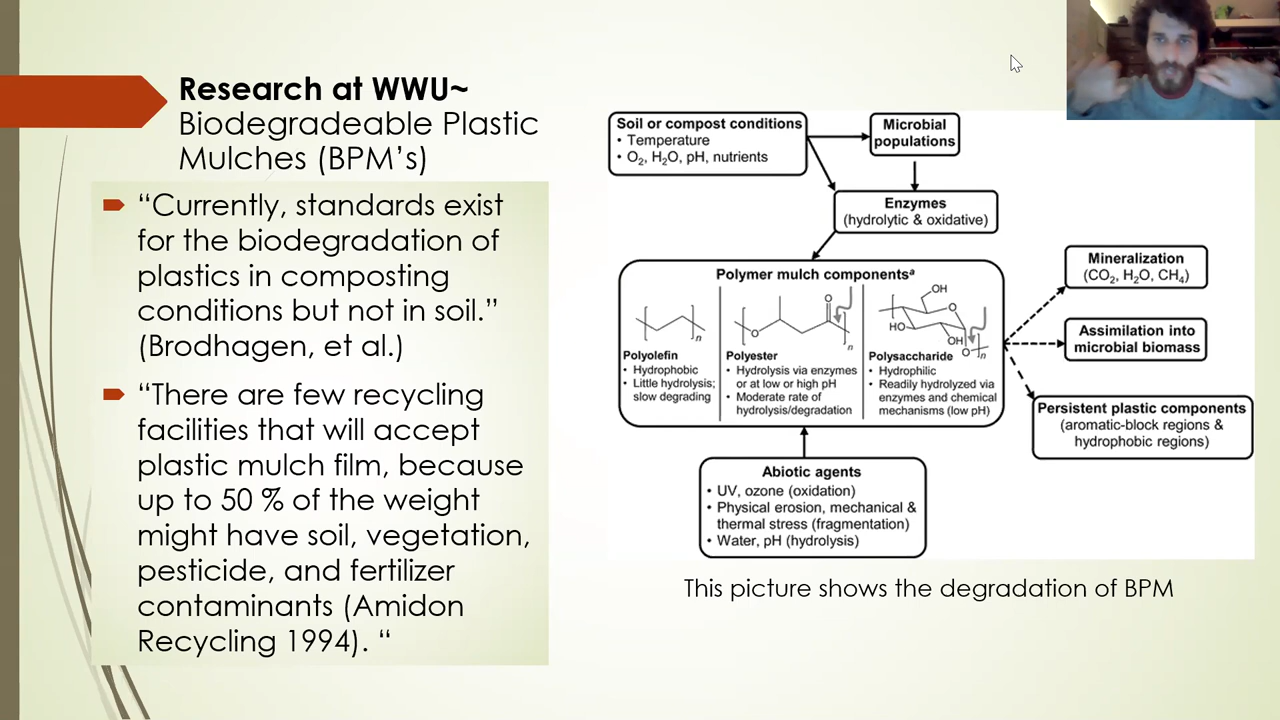 Research at WWU~
Biodegradeable Plastic
Mulches (BPM’s)
“Currently, standards exist
for the biodegradation of
plastics in composting
conditions but not in soil.”
(Brodhagen, et al.)
“There are few recycling
facilities that will accept
plastic mulch film, because
up to 50 % of the weight
might have soil, vegetation,
pesticide, and fertilizer
contaminants (Amidon
Recycling 1994). “
Soil or compost conditions
• Temperature
• O₂, H₂O, pH, nutrients
Microbial
populations
Enzymes
(hydrolytic & oxidative)
Polymer mulch componentsᵃ
n
Polyolefin
• Hydrophobic
• Little hydrolysis;
slow degrading
O
O
n
Polyester
• Hydrolysis via enzymes
or at low or high pH
• Moderate rate of
hydrolysis/degradation
OH
O
HO
OH
O
n
Polysaccharide
• Hydrophilic
• Readily hydrolyzed via
enzymes and chemical
mechanisms (low pH)
Mineralization
(CO₂, H₂O, CH₄)
Assimilation into
microbial biomass
Persistent plastic components
(aromatic-block regions &
hydrophobic regions)
Abiotic agents
• UV, ozone (oxidation)
• Physical erosion, mechanical &
thermal stress (fragmentation)
• Water, pH (hydrolysis)
This picture shows the degradation of BPM